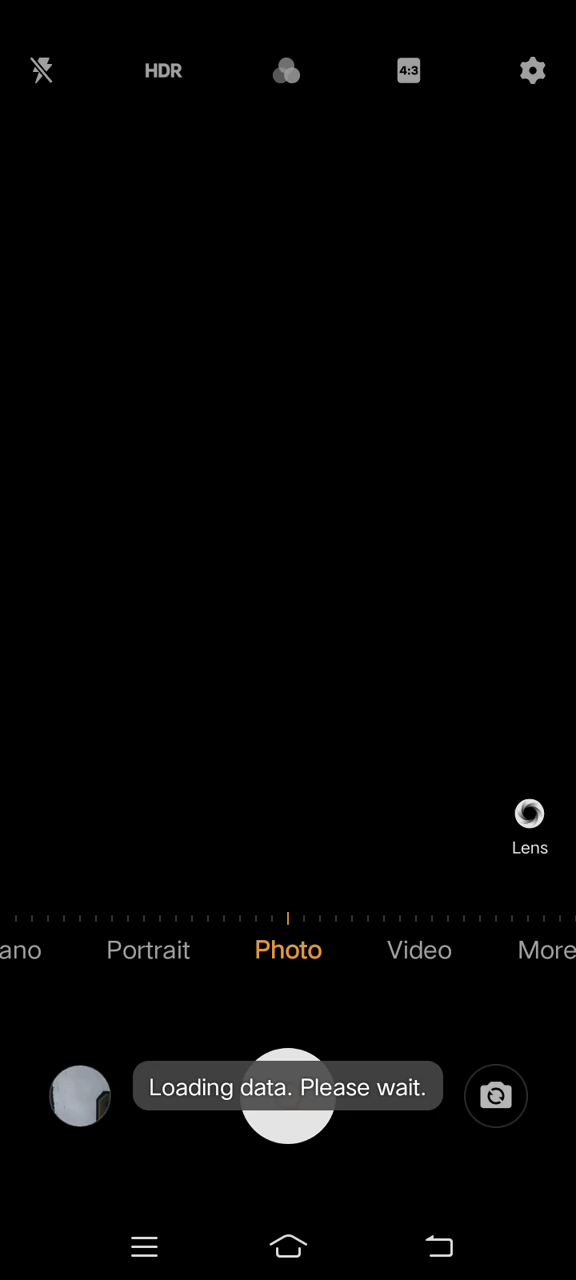 HDR
4:3
Lens
ano Portrait Photo Video More
Loading data. Please wait.